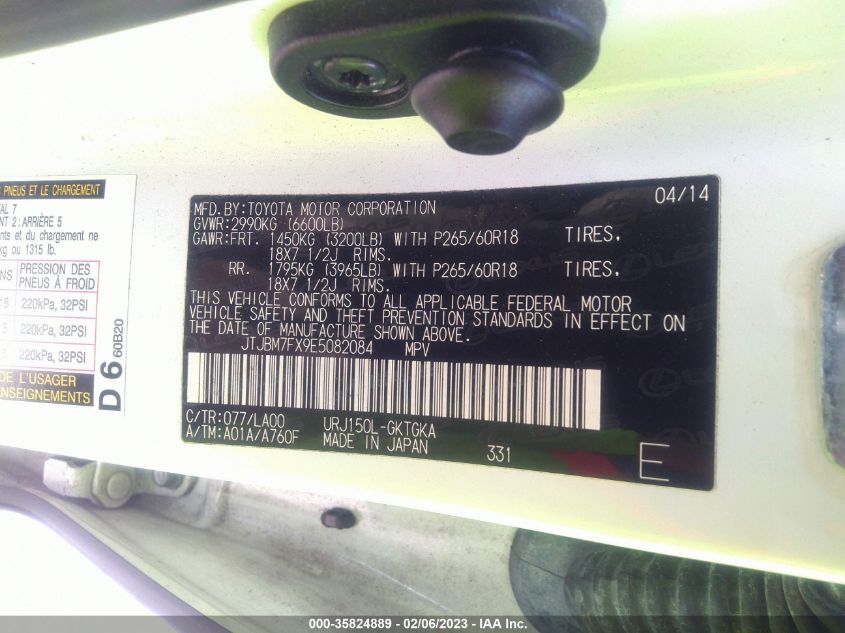 PNEUS ET LE CHARGEMENT
7
2 : ARRIÈRE 5
et du chargement ne
kg ou 1315 lb.
PRESSION DES
PNEUS À FROID
220kPa, 32PSI
220kPa, 32PSI
220kPa, 32PSI
DE L'USAGER
D 6 60B20
04/14
MFD.BY:TOYOTA MOTOR CORPORATION
GVWR:2990KG (6600LB)
GAWR:FRT. 1450KG (3200LB) WITH P265/60R18 TIRES,
18X7 1/2J RIMS.
RR. 1795KG (3965LB) WITH P265/60R18 TIRES,
18X7 1/2J RIMS.
THIS VEHICLE CONFORMS TO ALL APPLICABLE FEDERAL MOTOR
VEHICLE SAFETY AND THEFT PREVENTION STANDARDS IN EFFECT ON
THE DATE OF MANUFACTURE SHOWN ABOVE.
JTJBM7FX9E5082084 MPV
C/TR:077/LA00 URJ150L-GKTGKA
A/TM:A01A/A760F MADE IN JAPAN 331 E
000-35824889 - 02/06/2023 - IAA Inc.